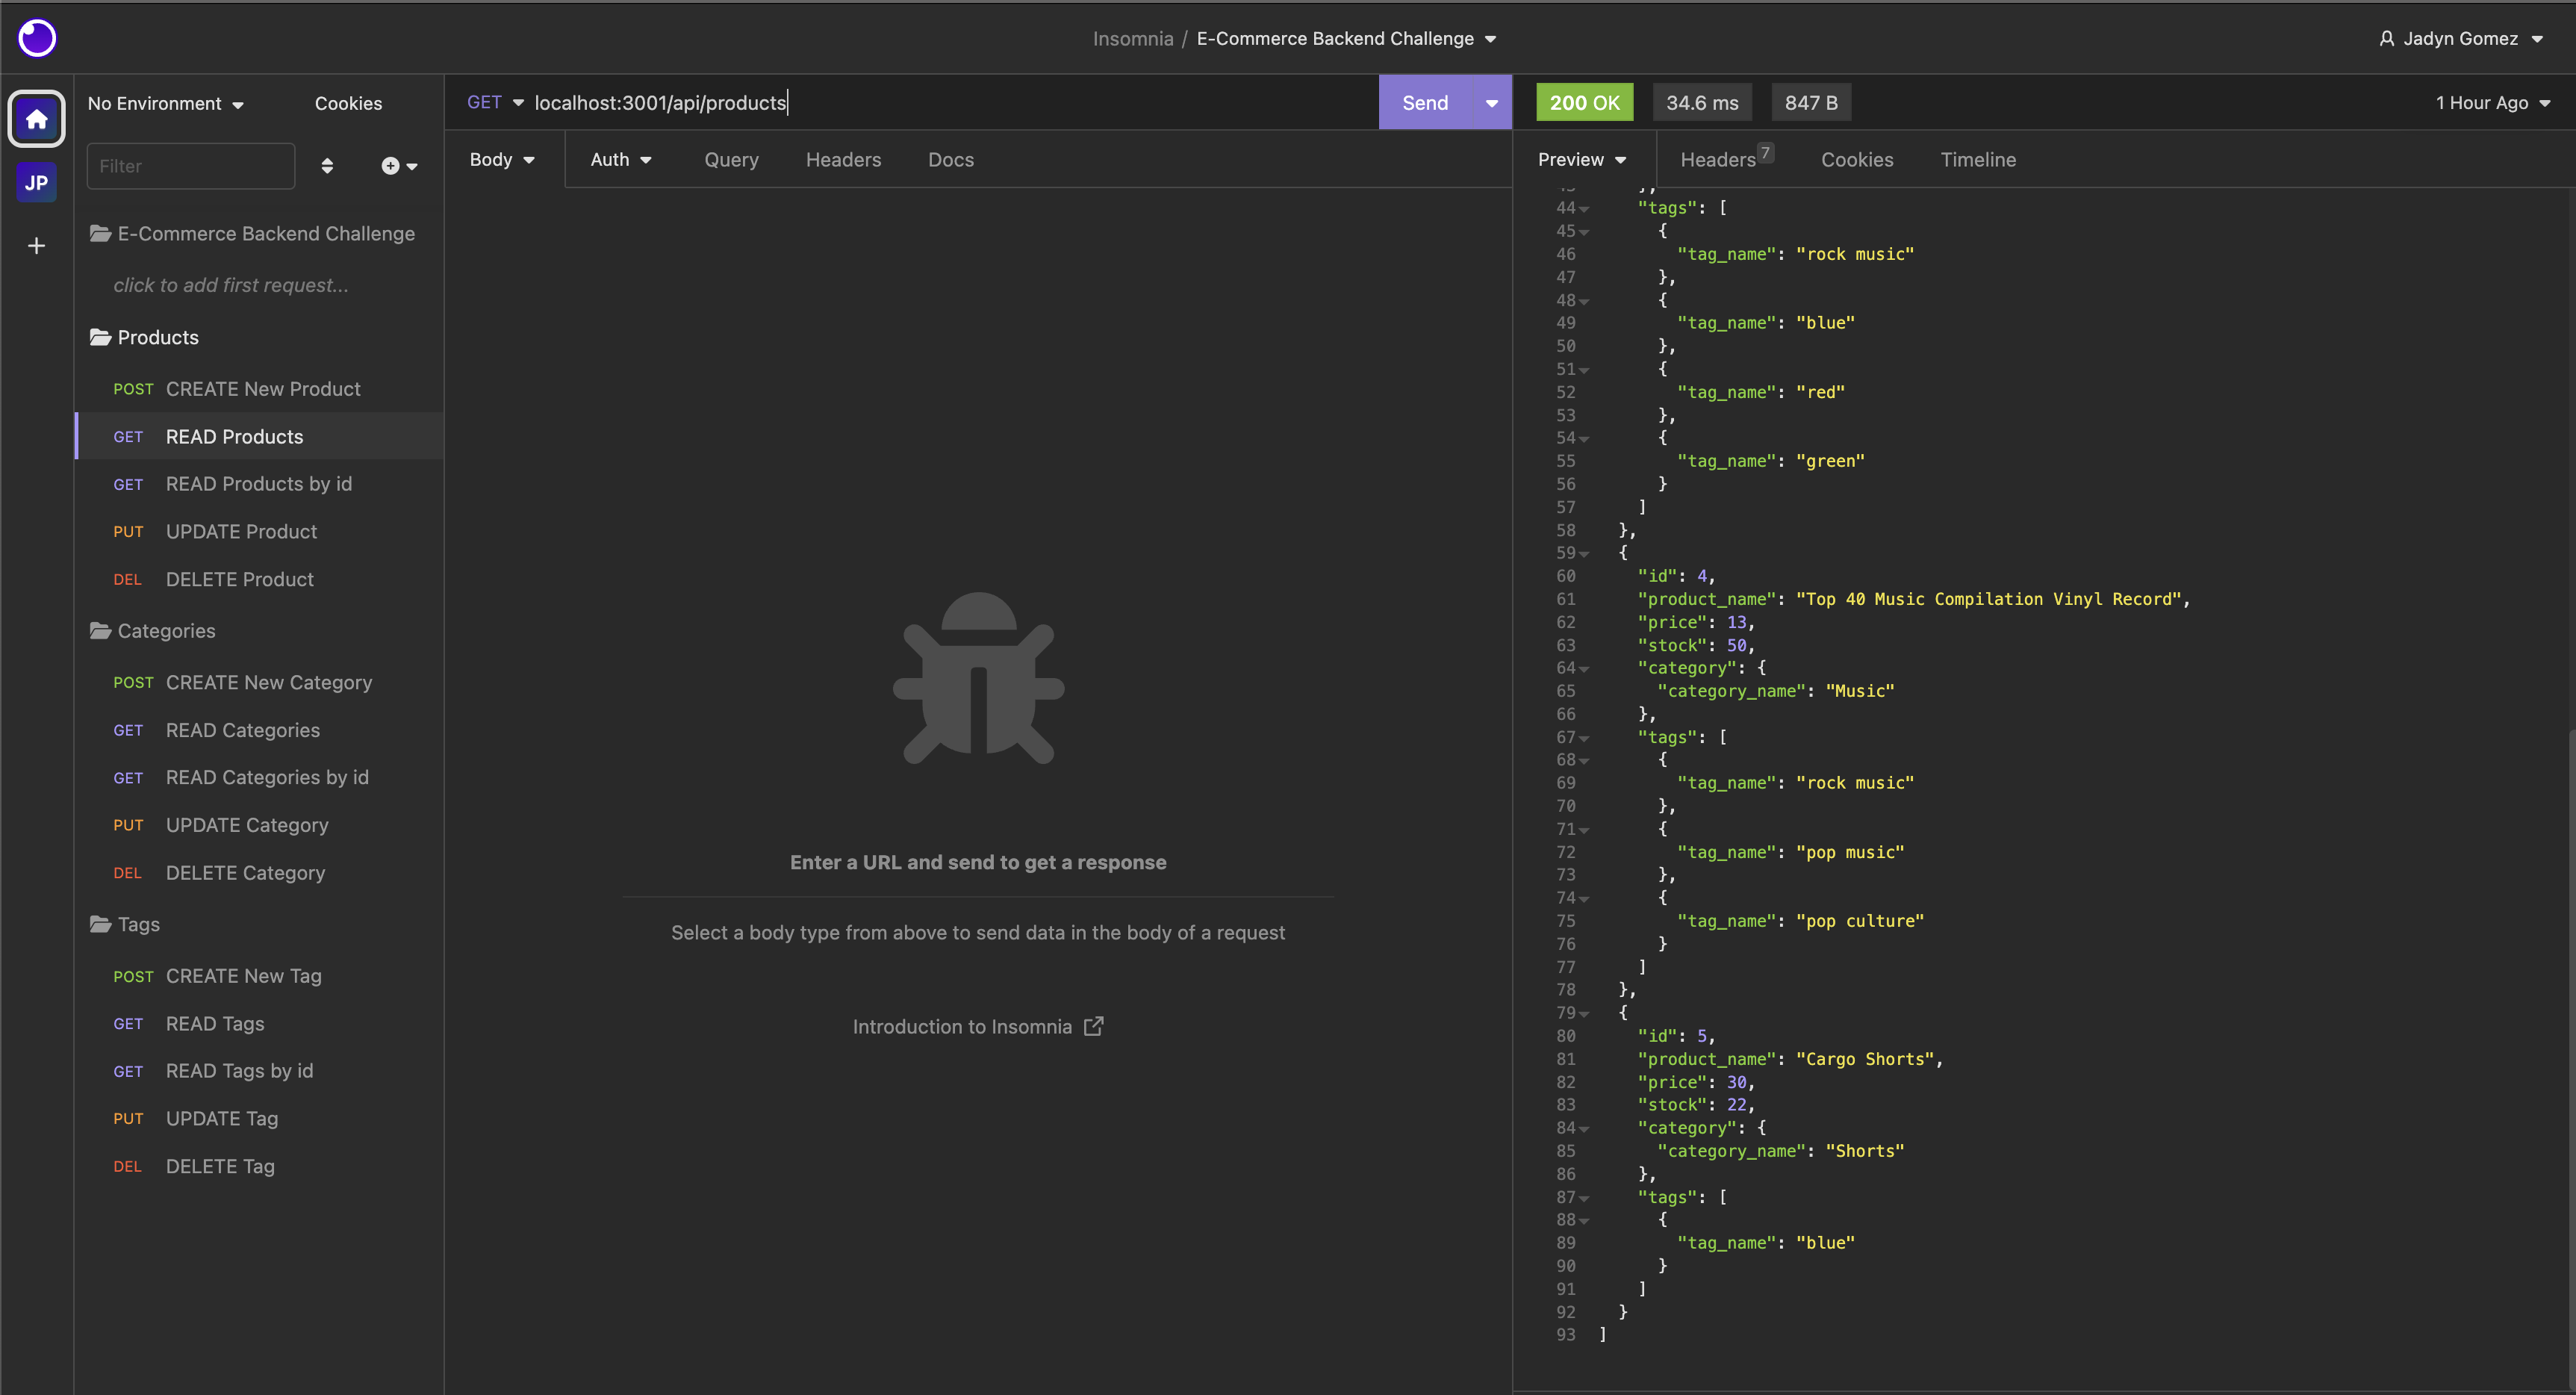 Insomnia / E-Commerce Backend Challenge
Jadyn Gomez
JP
No Environment
Cookies
Filter
E-Commerce Backend Challenge
click to add first request...
Products
POST CREATE New Product
GET READ Products
GET READ Products by id
PUT UPDATE Product
DEL DELETE Product
Categories
POST CREATE New Category
GET READ Categories
GET READ Categories by id
PUT UPDATE Category
DEL DELETE Category
Tags
POST CREATE New Tag
GET READ Tags
GET READ Tags by id
PUT UPDATE Tag
DEL DELETE Tag
GET localhost:3001/api/products
Send
Body Auth Query Headers Docs
Enter a URL and send to get a response
Select a body type from above to send data in the body of a request
Introduction to Insomnia
200 OK 34.6 ms 847 B 1 Hour Ago
Preview Headers 7 Cookies Timeline
44 "tags": [
45 {
46 "tag_name": "rock music"
47 },
48 {
49 "tag_name": "blue"
50 },
51 {
52 "tag_name": "red"
53 },
54 {
55 "tag_name": "green"
56 }
57 ]
58 },
59 {
60 "id": 4,
61 "product_name": "Top 40 Music Compilation Vinyl Record",
62 "price": 13,
63 "stock": 50,
64 "category": {
65 "category_name": "Music"
66 },
67 "tags": [
68 {
69 "tag_name": "rock music"
70 },
71 {
72 "tag_name": "pop music"
73 },
74 {
75 "tag_name": "pop culture"
76 }
77 ]
78 },
79 {
80 "id": 5,
81 "product_name": "Cargo Shorts",
82 "price": 30,
83 "stock": 22,
84 "category": {
85 "category_name": "Shorts"
86 },
87 "tags": [
88 {
89 "tag_name": "blue"
90 }
91 ]
92 }
93 ]